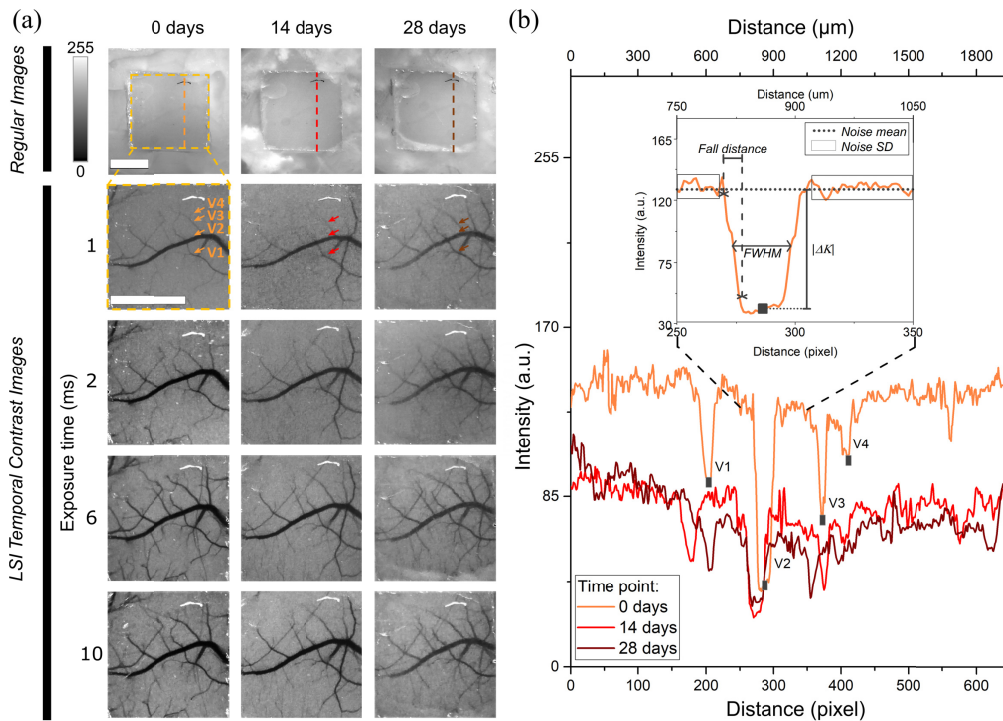 (a)
0 days 14 days 28 days
Regular Images
255
0
LSI Temporal Contrast Images
Exposure time (ms)
1
V4
V3
V2
V1
2
6
10
(b)
Distance (µm)
0 300 600 900 1200 1500 1800
Intensity (a.u.)
255
170
85
0
0 100 200 300 400 500 600
Distance (pixel)
V1
V2
V3
V4
Time point:
0 days
14 days
28 days
750 900 1050
Distance (um)
Intensity (a.u.)
165
120
75
30
250 300 350
Distance (pixel)
Fall distance
Noise mean
Noise SD
FWHM
|ΔK|